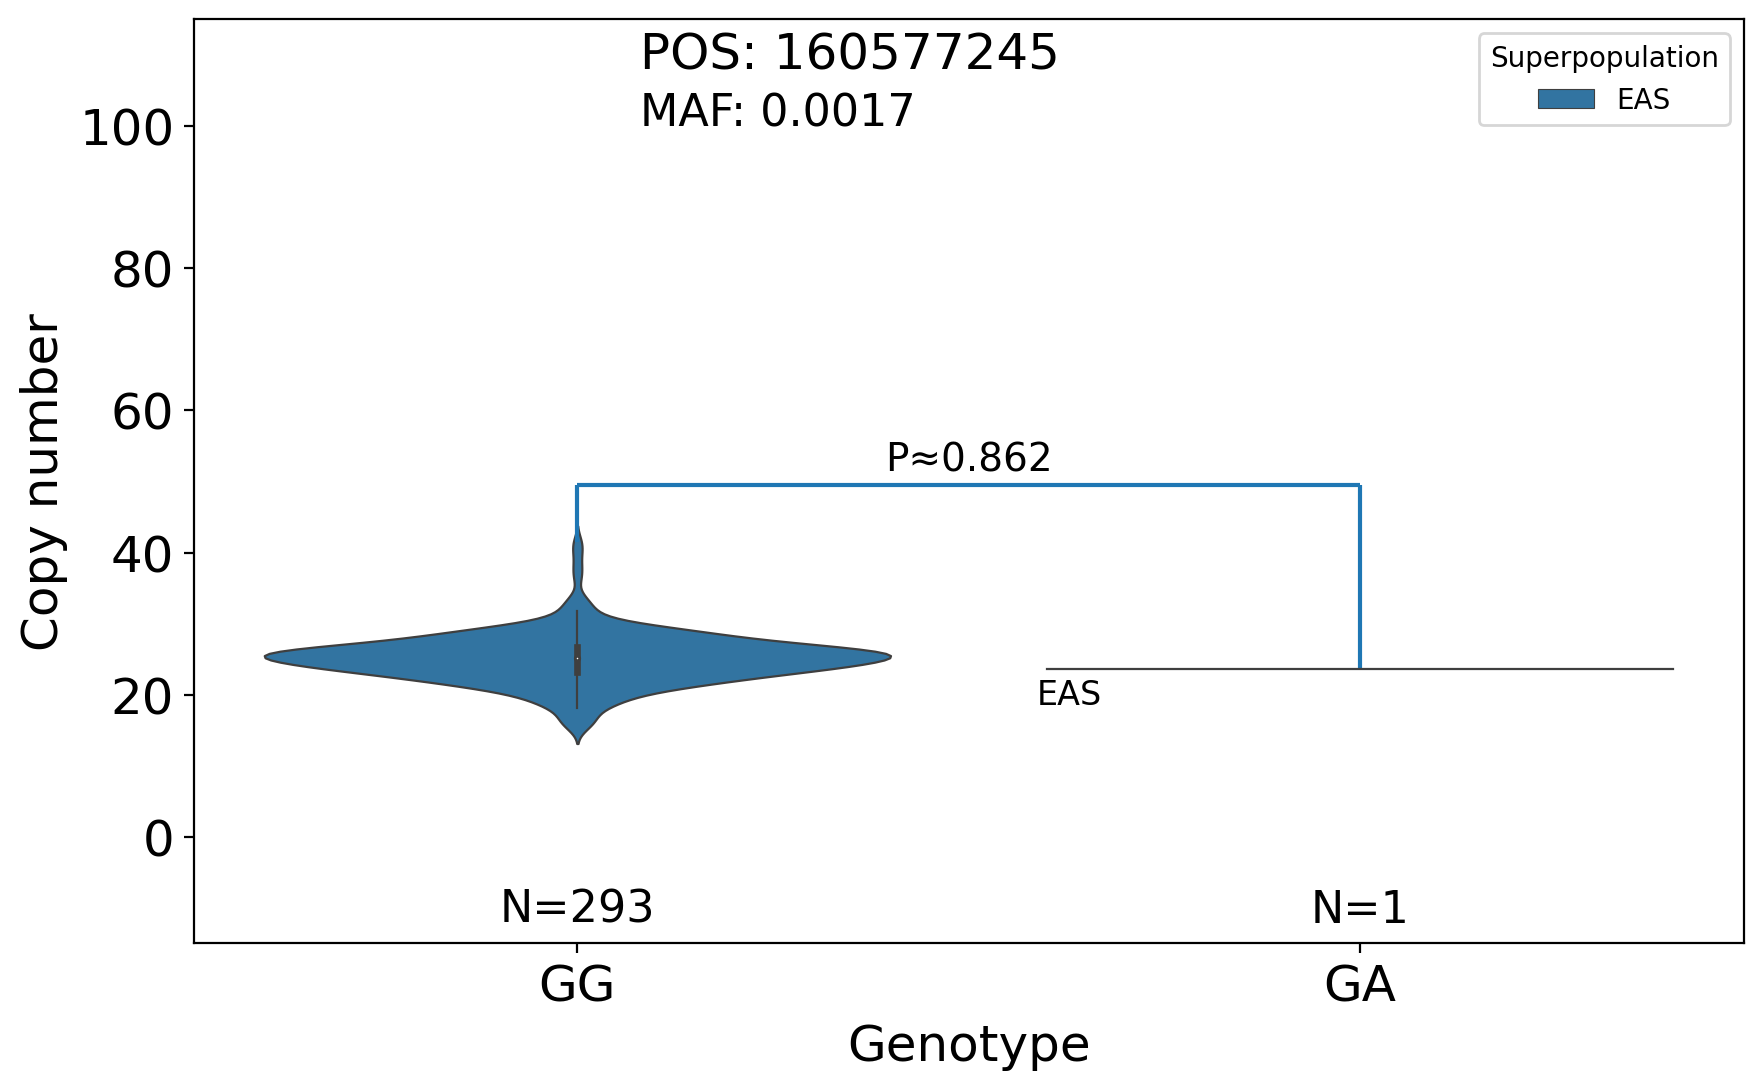 POS: 160577245
MAF: 0.0017
Superpopulation
EAS
100
80
60
40
20
0
Copy number
P≈0.862
EAS
N=293
N=1
GG
GA
Genotype